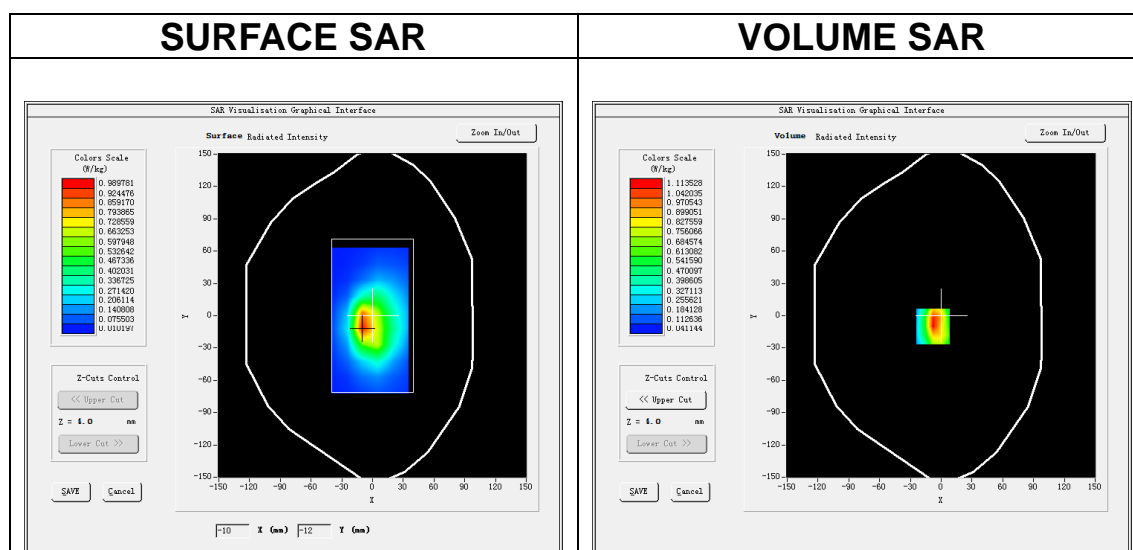 SURFACE SAR
VOLUME SAR
SAR Visualisation Graphical Interface
Surface Radiated Intensity
Zoom In/Out
Colors Scale
(W/kg)
0.989781
0.924476
0.859170
0.793865
0.728559
0.663253
0.597948
0.532642
0.467336
0.402031
0.336725
0.271420
0.206114
0.140808
0.075503
0.010197
Z-Cuts Control
<< Upper Cut
Z = 4.0 mm
Lower Cut >>
SAVE Cancel
150
120
90
60
30
0
-30
-60
-90
-120
-150
Y
-150 -120 -90 -60 -30 0 30 60 90 120 150
X
-10 X (mm) -12 Y (mm)
SAR Visualisation Graphical Interface
Volume Radiated Intensity
Zoom In/Out
Colors Scale
(W/kg)
1.113528
1.042035
0.970543
0.899051
0.827559
0.756066
0.684574
0.613082
0.541590
0.470097
0.398605
0.327113
0.255621
0.184128
0.112636
0.041144
Z-Cuts Control
<< Upper Cut
Z = 4.0 mm
Lower Cut >>
SAVE Cancel
150
120
90
60
30
0
-30
-60
-90
-120
-150
Y
-150 -120 -90 -60 -30 0 30 60 90 120 150
X